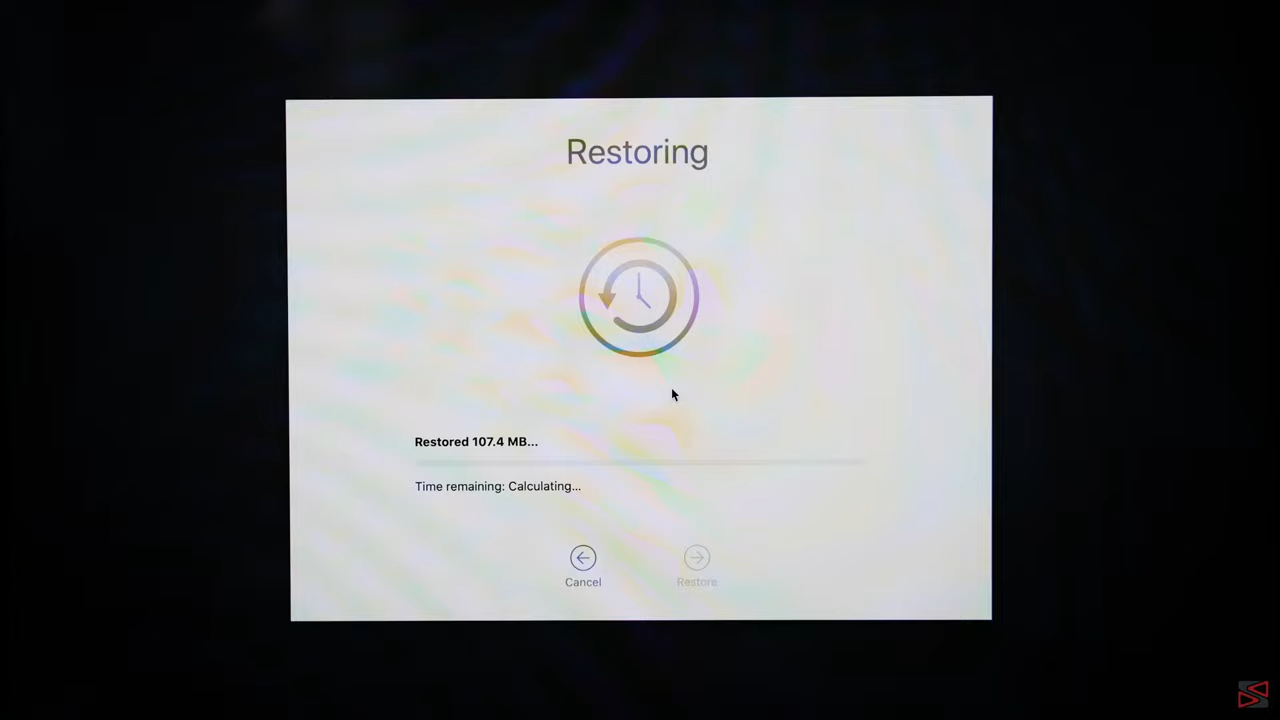 Restoring
Restored 107.4 MB...
Time remaining: Calculating...
Cancel
Restore